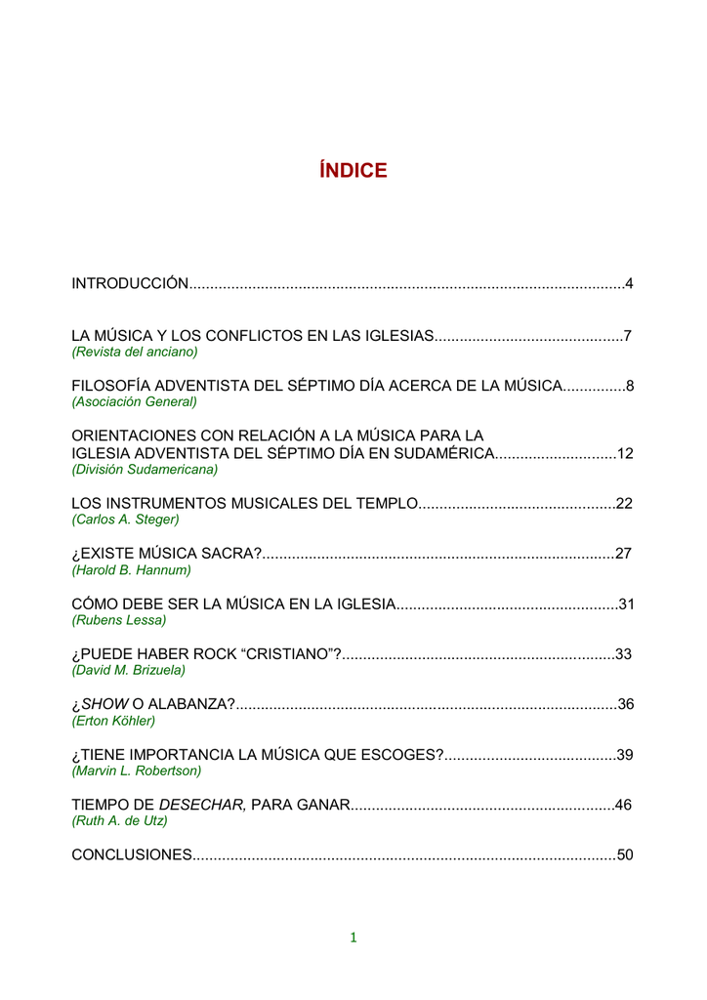 ÍNDICE
INTRODUCCIÓN.......................................................................................................4
LA MÚSICA Y LOS CONFLICTOS EN LAS IGLESIAS.............................................7
(Revista del anciano)
FILOSOFÍA ADVENTISTA DEL SÉPTIMO DÍA ACERCA DE LA MÚSICA...............8
(Asociación General)
ORIENTACIONES CON RELACIÓN A LA MÚSICA PARA LA
IGLESIA ADVENTISTA DEL SÉPTIMO DÍA EN SUDAMÉRICA.............................12
(División Sudamericana)
LOS INSTRUMENTOS MUSICALES DEL TEMPLO...............................................22
(Carlos A. Steger)
¿EXISTE MÚSICA SACRA?....................................................................................27
(Harold B. Hannum)
CÓMO DEBE SER LA MÚSICA EN LA IGLESIA.....................................................31
(Rubens Lessa)
¿PUEDE HABER ROCK “CRISTIANO”?.................................................................33
(David M. Brizuela)
¿SHOW O ALABANZA?...........................................................................................36
(Erton Köhler)
¿TIENE IMPORTANCIA LA MÚSICA QUE ESCOGES?.........................................39
(Marvin L. Robertson)
TIEMPO DE DESECHAR, PARA GANAR...............................................................46
(Ruth A. de Utz)
CONCLUSIONES.....................................................................................................50
1